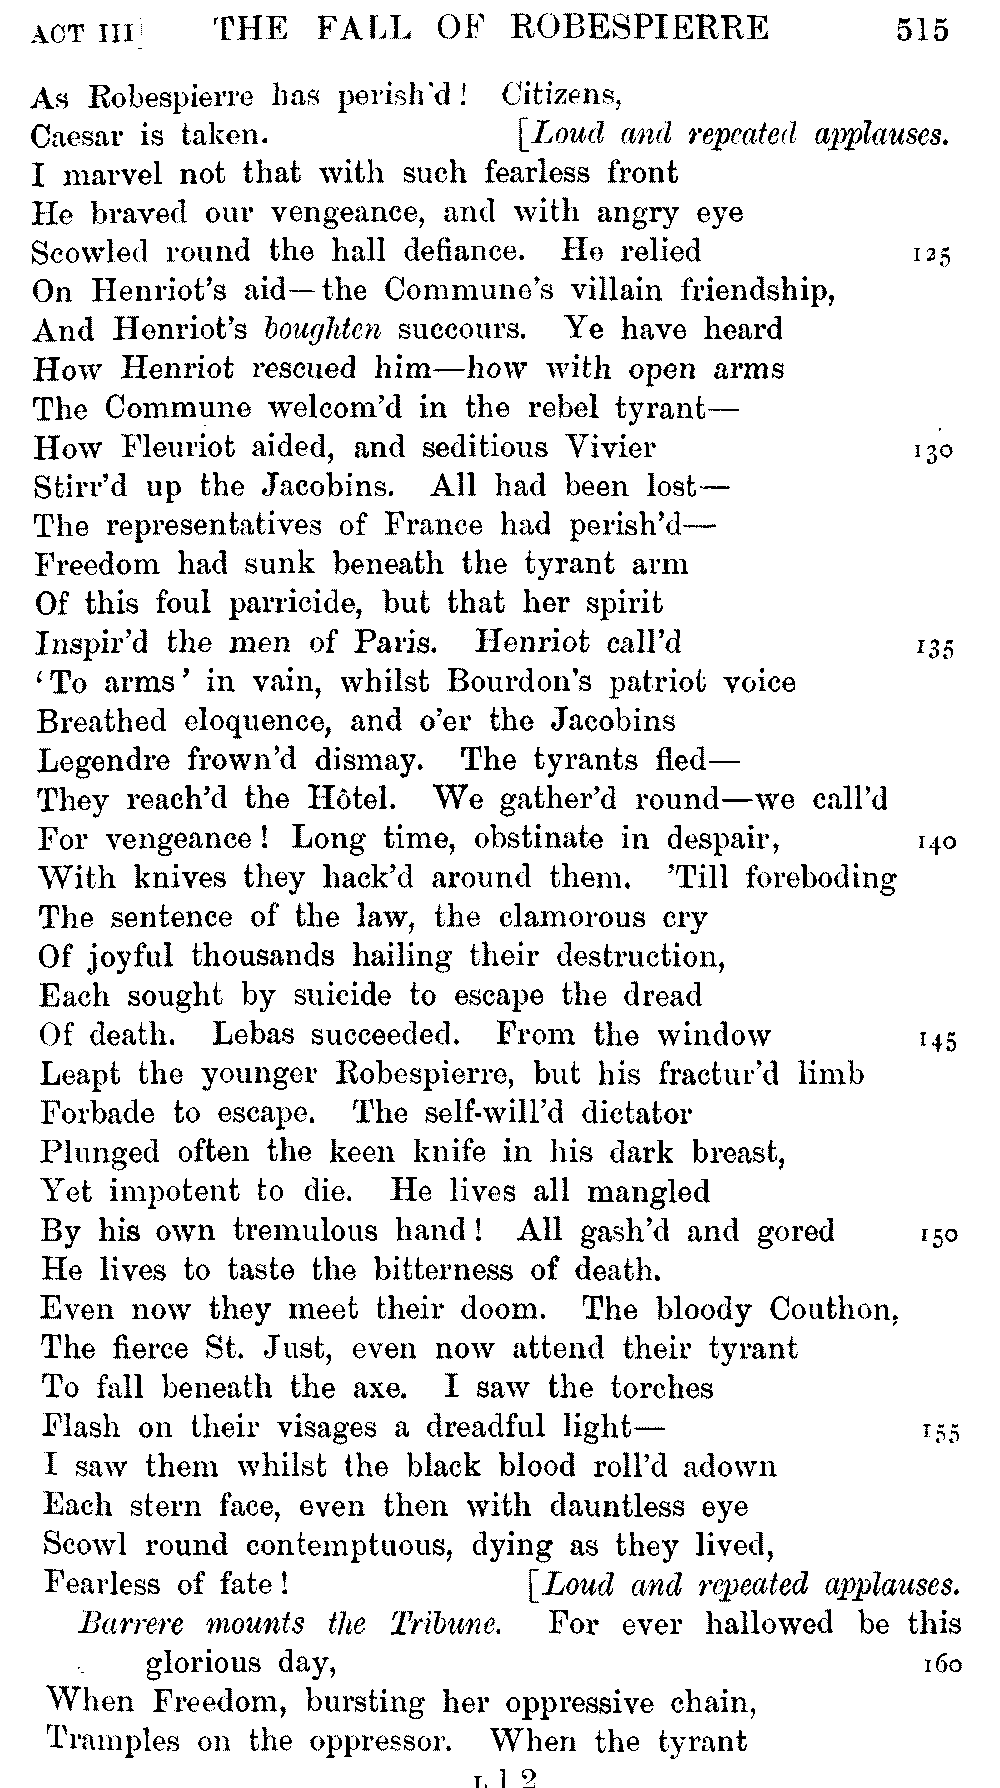 ACT III THE FALL OF ROBESPIERRE 515
As Robespierre has perish'd! Citizens,
Caesar is taken. [Loud and repeated applauses.
I marvel not that with such fearless front
He braved our vengeance, and with angry eye
Scowled round the hall defiance. He relied 125
On Henriot's aid—the Commune's villain friendship,
And Henriot's boughten succours. Ye have heard
How Henriot rescued him—how with open arms
The Commune welcom'd in the rebel tyrant—
How Fleuriot aided, and seditious Vivier 130
Stirr'd up the Jacobins. All had been lost—
The representatives of France had perish'd—
Freedom had sunk beneath the tyrant arm
Of this foul parricide, but that her spirit
Inspir'd the men of Paris. Henriot call'd 135
'To arms' in vain, whilst Bourdon's patriot voice
Breathed eloquence, and o'er the Jacobins
Legendre frown'd dismay. The tyrants fled—
They reach'd the Hôtel. We gather'd round—we call'd
For vengeance! Long time, obstinate in despair, 140
With knives they hack'd around them. 'Till foreboding
The sentence of the law, the clamorous cry
Of joyful thousands hailing their destruction,
Each sought by suicide to escape the dread
Of death. Lebas succeeded. From the window 145
Leapt the younger Robespierre, but his fractur'd limb
Forbade to escape. The self-will'd dictator
Plunged often the keen knife in his dark breast,
Yet impotent to die. He lives all mangled
By his own tremulous hand! All gash'd and gored 150
He lives to taste the bitterness of death.
Even now they meet their doom. The bloody Couthon,
The fierce St. Just, even now attend their tyrant
To fall beneath the axe. I saw the torches
Flash on their visages a dreadful light— 155
I saw them whilst the black blood roll'd adown
Each stern face, even then with dauntless eye
Scowl round contemptuous, dying as they lived,
Fearless of fate! [Loud and repeated applauses.
Barrere mounts the Tribune. For ever hallowed be this
glorious day, 160
When Freedom, bursting her oppressive chain,
Tramples on the oppressor. When the tyrant
L l 2